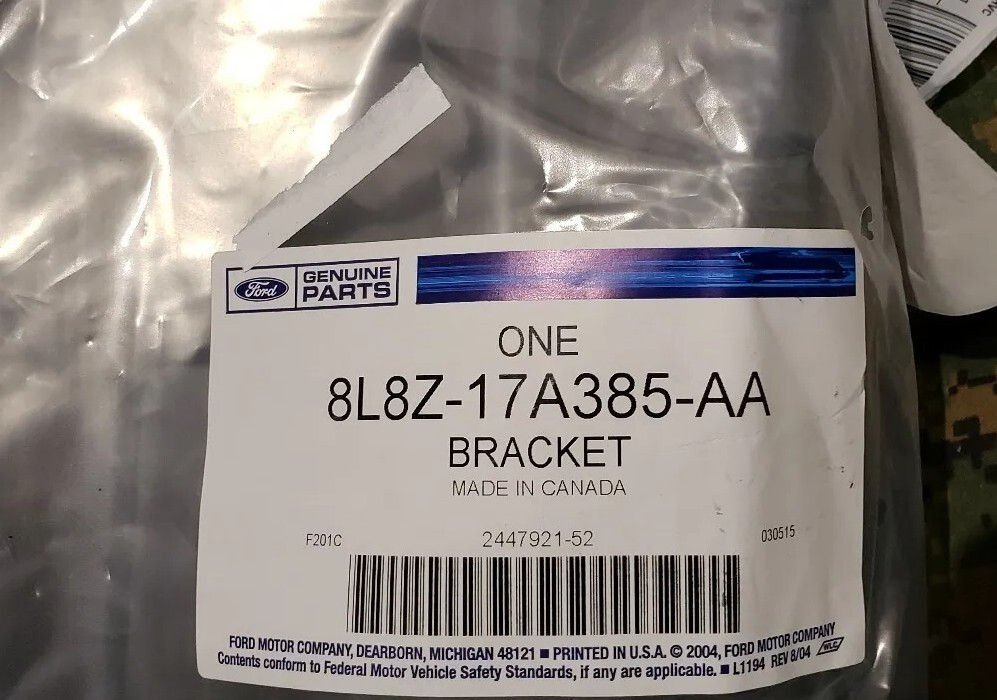 Ford GENUINE
PARTS
ONE
8L8Z-17A385-AA
BRACKET
MADE IN CANADA
F201C 2447921-52 030515
FORD MOTOR COMPANY, DEARBORN, MICHIGAN 48121 ■ PRINTED IN U.S.A. © 2004, FORD MOTOR COMPANY
Contents conform to Federal Motor Vehicle Safety Standards, if any are applicable. ■ L1194 REV 8/04 WLC